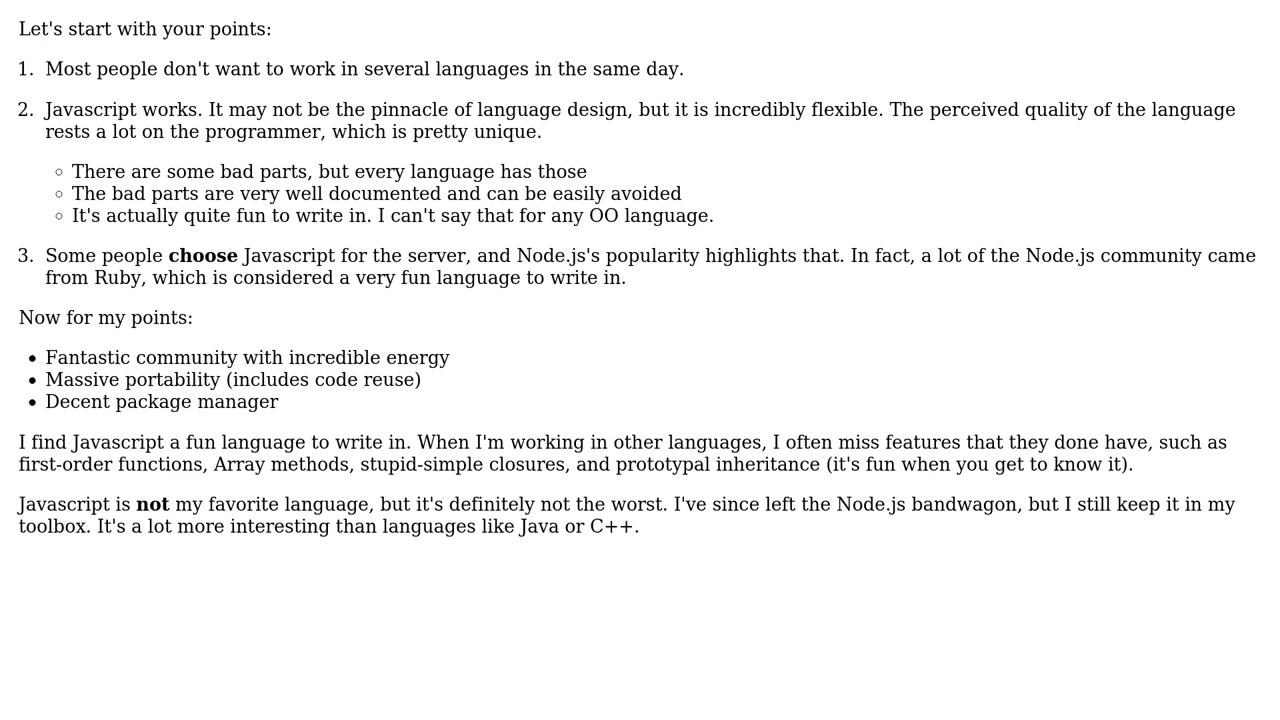 Let's start with your points:
1. Most people don't want to work in several languages in the same day.
2. Javascript works. It may not be the pinnacle of language design, but it is incredibly flexible. The perceived quality of the language
rests a lot on the programmer, which is pretty unique.
◦ There are some bad parts, but every language has those
◦ The bad parts are very well documented and can be easily avoided
◦ It's actually quite fun to write in. I can't say that for any OO language.
3. Some people choose Javascript for the server, and Node.js's popularity highlights that. In fact, a lot of the Node.js community came
from Ruby, which is considered a very fun language to write in.
Now for my points:
• Fantastic community with incredible energy
• Massive portability (includes code reuse)
• Decent package manager
I find Javascript a fun language to write in. When I'm working in other languages, I often miss features that they done have, such as
first-order functions, Array methods, stupid-simple closures, and prototypal inheritance (it's fun when you get to know it).
Javascript is not my favorite language, but it's definitely not the worst. I've since left the Node.js bandwagon, but I still keep it in my
toolbox. It's a lot more interesting than languages like Java or C++.